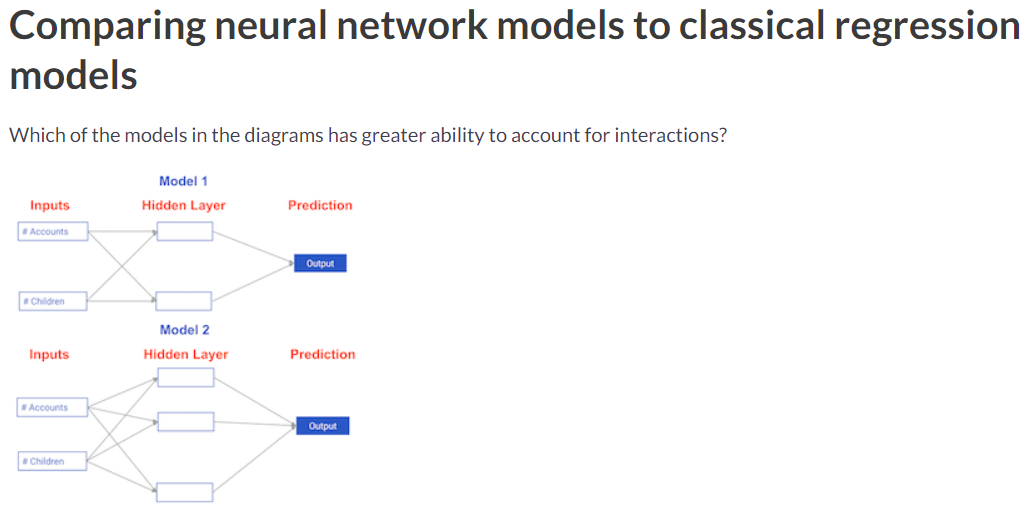 Comparing neural network models to classical regression
models
Which of the models in the diagrams has greater ability to account for interactions?
Model 1
Inputs Hidden Layer Prediction
# Accounts
Output
# Children
Model 2
Inputs Hidden Layer Prediction
# Accounts
Output
# Children